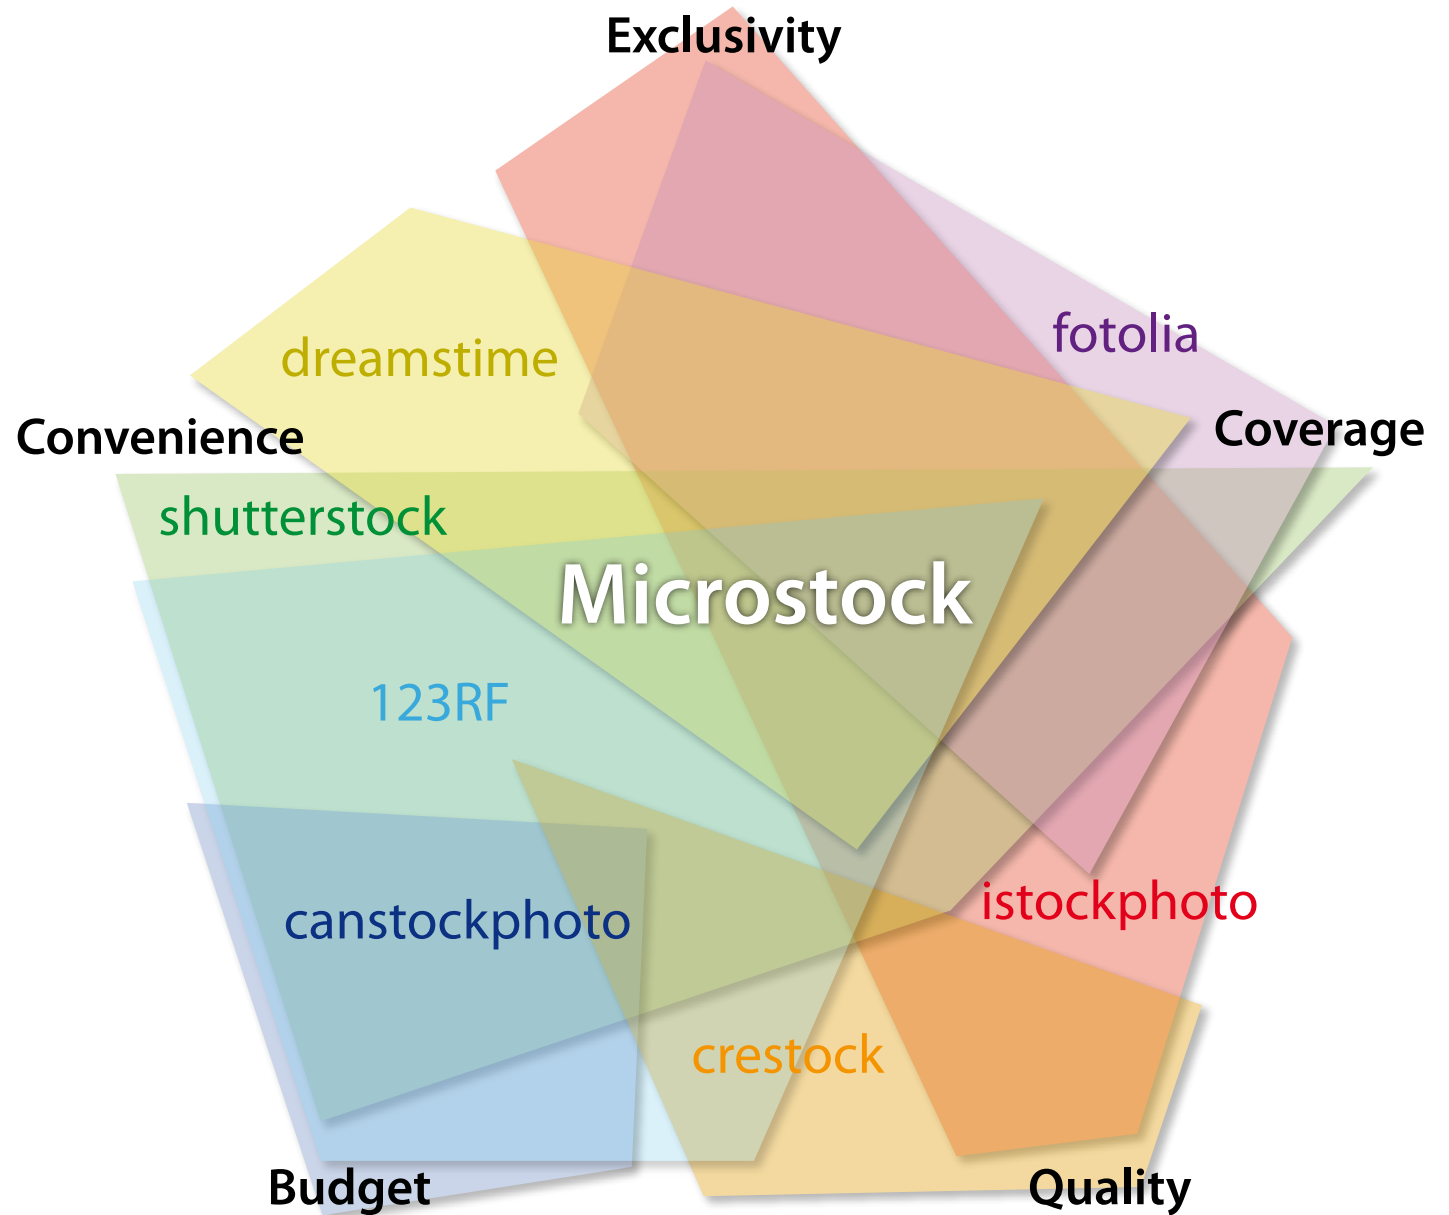 Exclusivity
fotolia
dreamstime
Convenience
Coverage
shutterstock
Microstock
123RF
canstockphoto
istockphoto
crestock
Budget
Quality